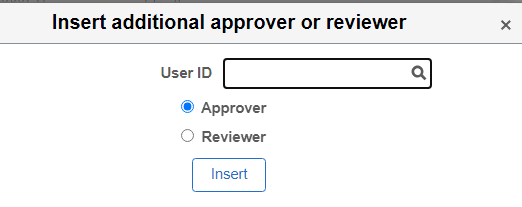 Insert additional approver or reviewer
User ID
Approver
Reviewer
Insert